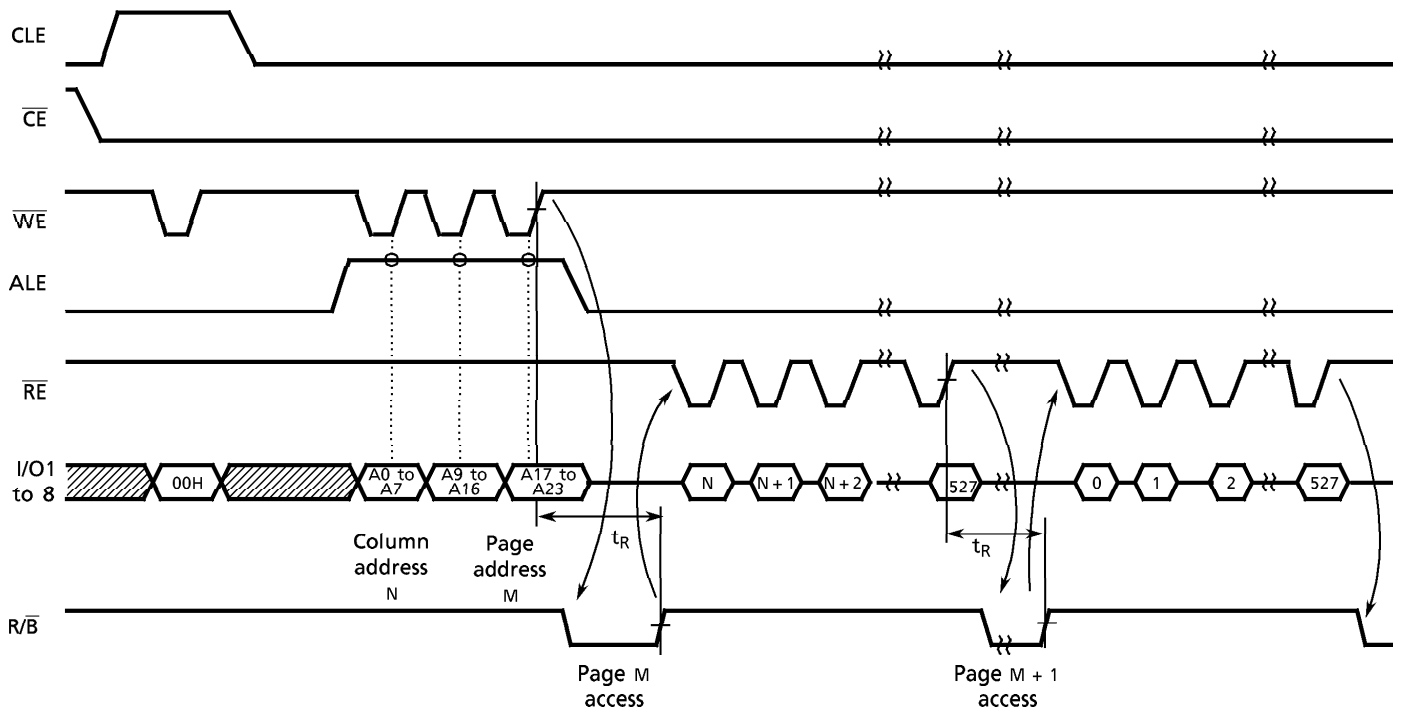 CLE
CE
WE
ALE
RE
I/O1
to 8
00H
A0 to
A7
A9 to
A16
A17 to
A23
N
N + 1
N + 2
527
0
1
2
527
Column
address
N
Page
address
M
tR
tR
R/B
Page M
access
Page M + 1
access